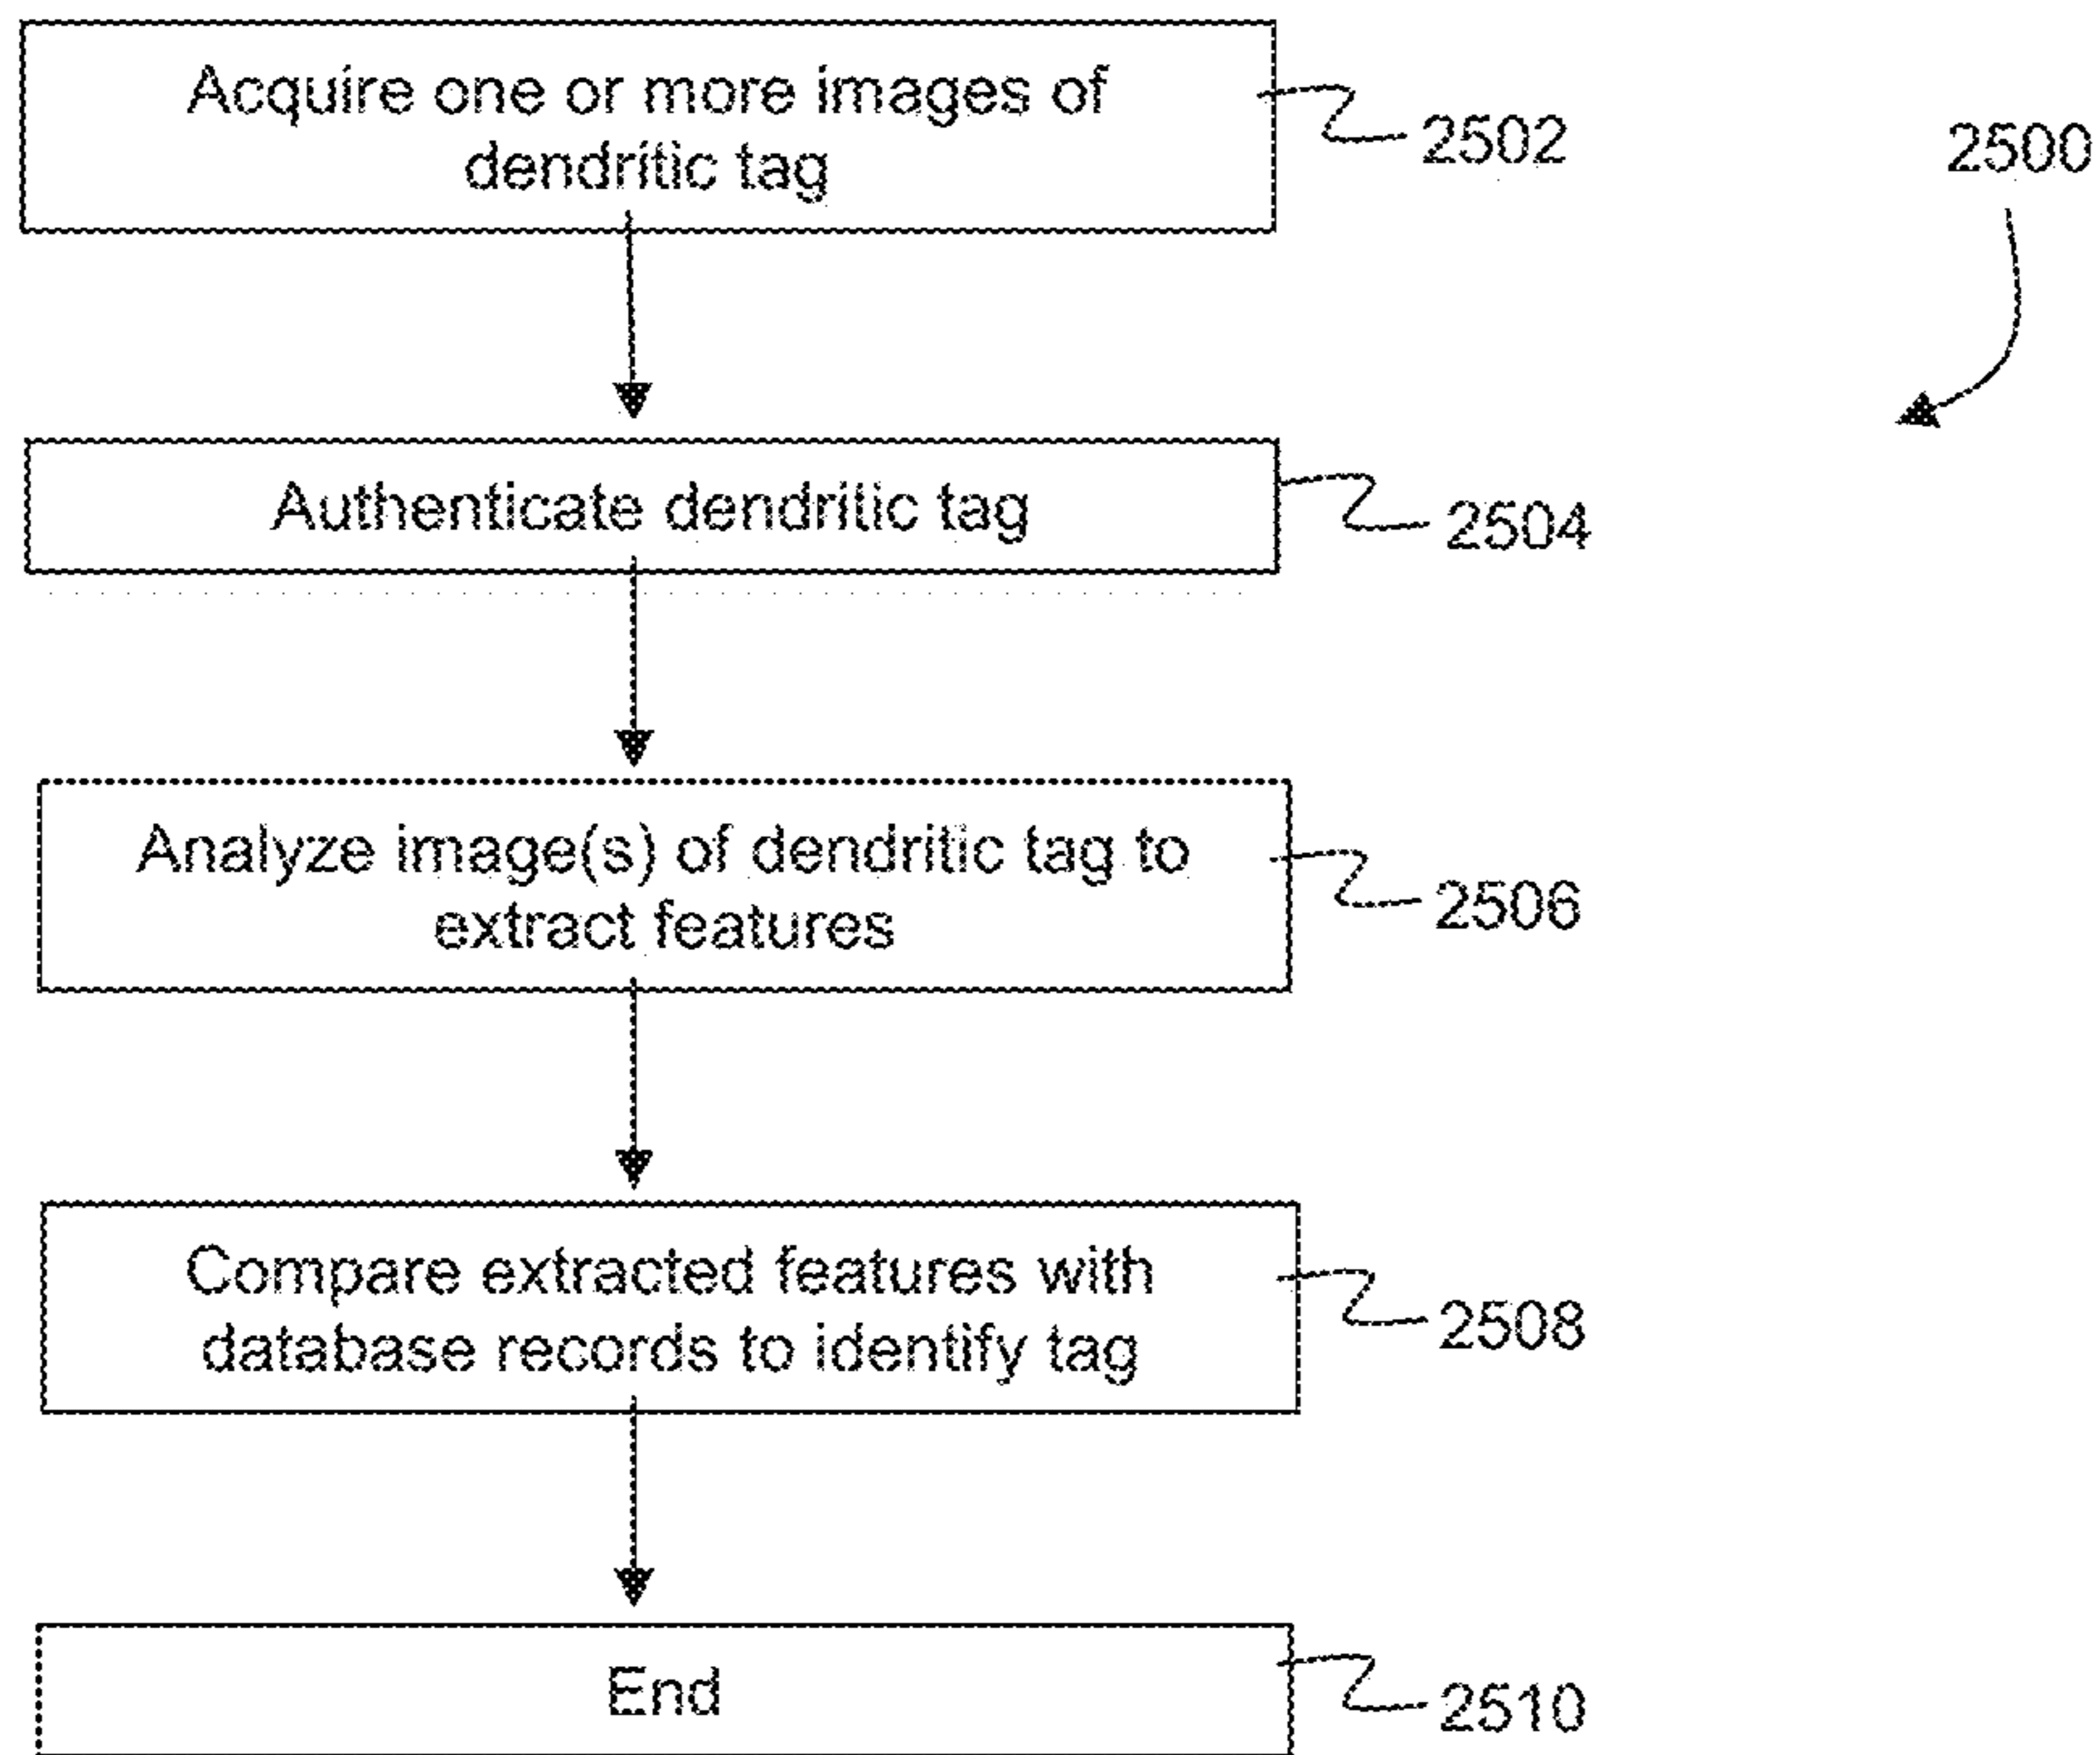 Acquire one or more images of
dendritic tag
2502
2500
Authenticate dendritic tag
2504
Analyze image(s) of dendritic tag to
extract features
2506
Compare extracted features with
database records to identify tag
2508
End
2510